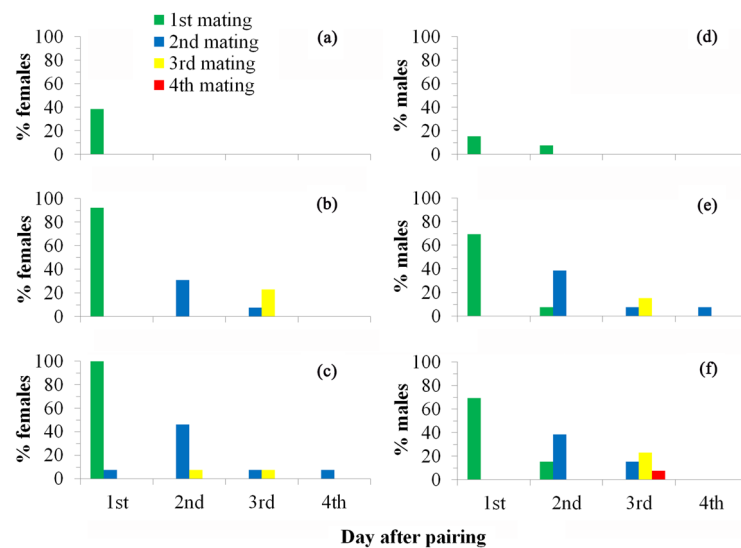 1st mating
2nd mating
3rd mating
4th mating
(a)
% females
100
80
60
40
20
0
(d)
% males
100
80
60
40
20
0
(b)
% females
100
80
60
40
20
0
(e)
% males
100
80
60
40
20
0
(c)
% females
100
80
60
40
20
0
1st 2nd 3rd 4th
(f)
% males
100
80
60
40
20
0
1st 2nd 3rd 4th
Day after pairing